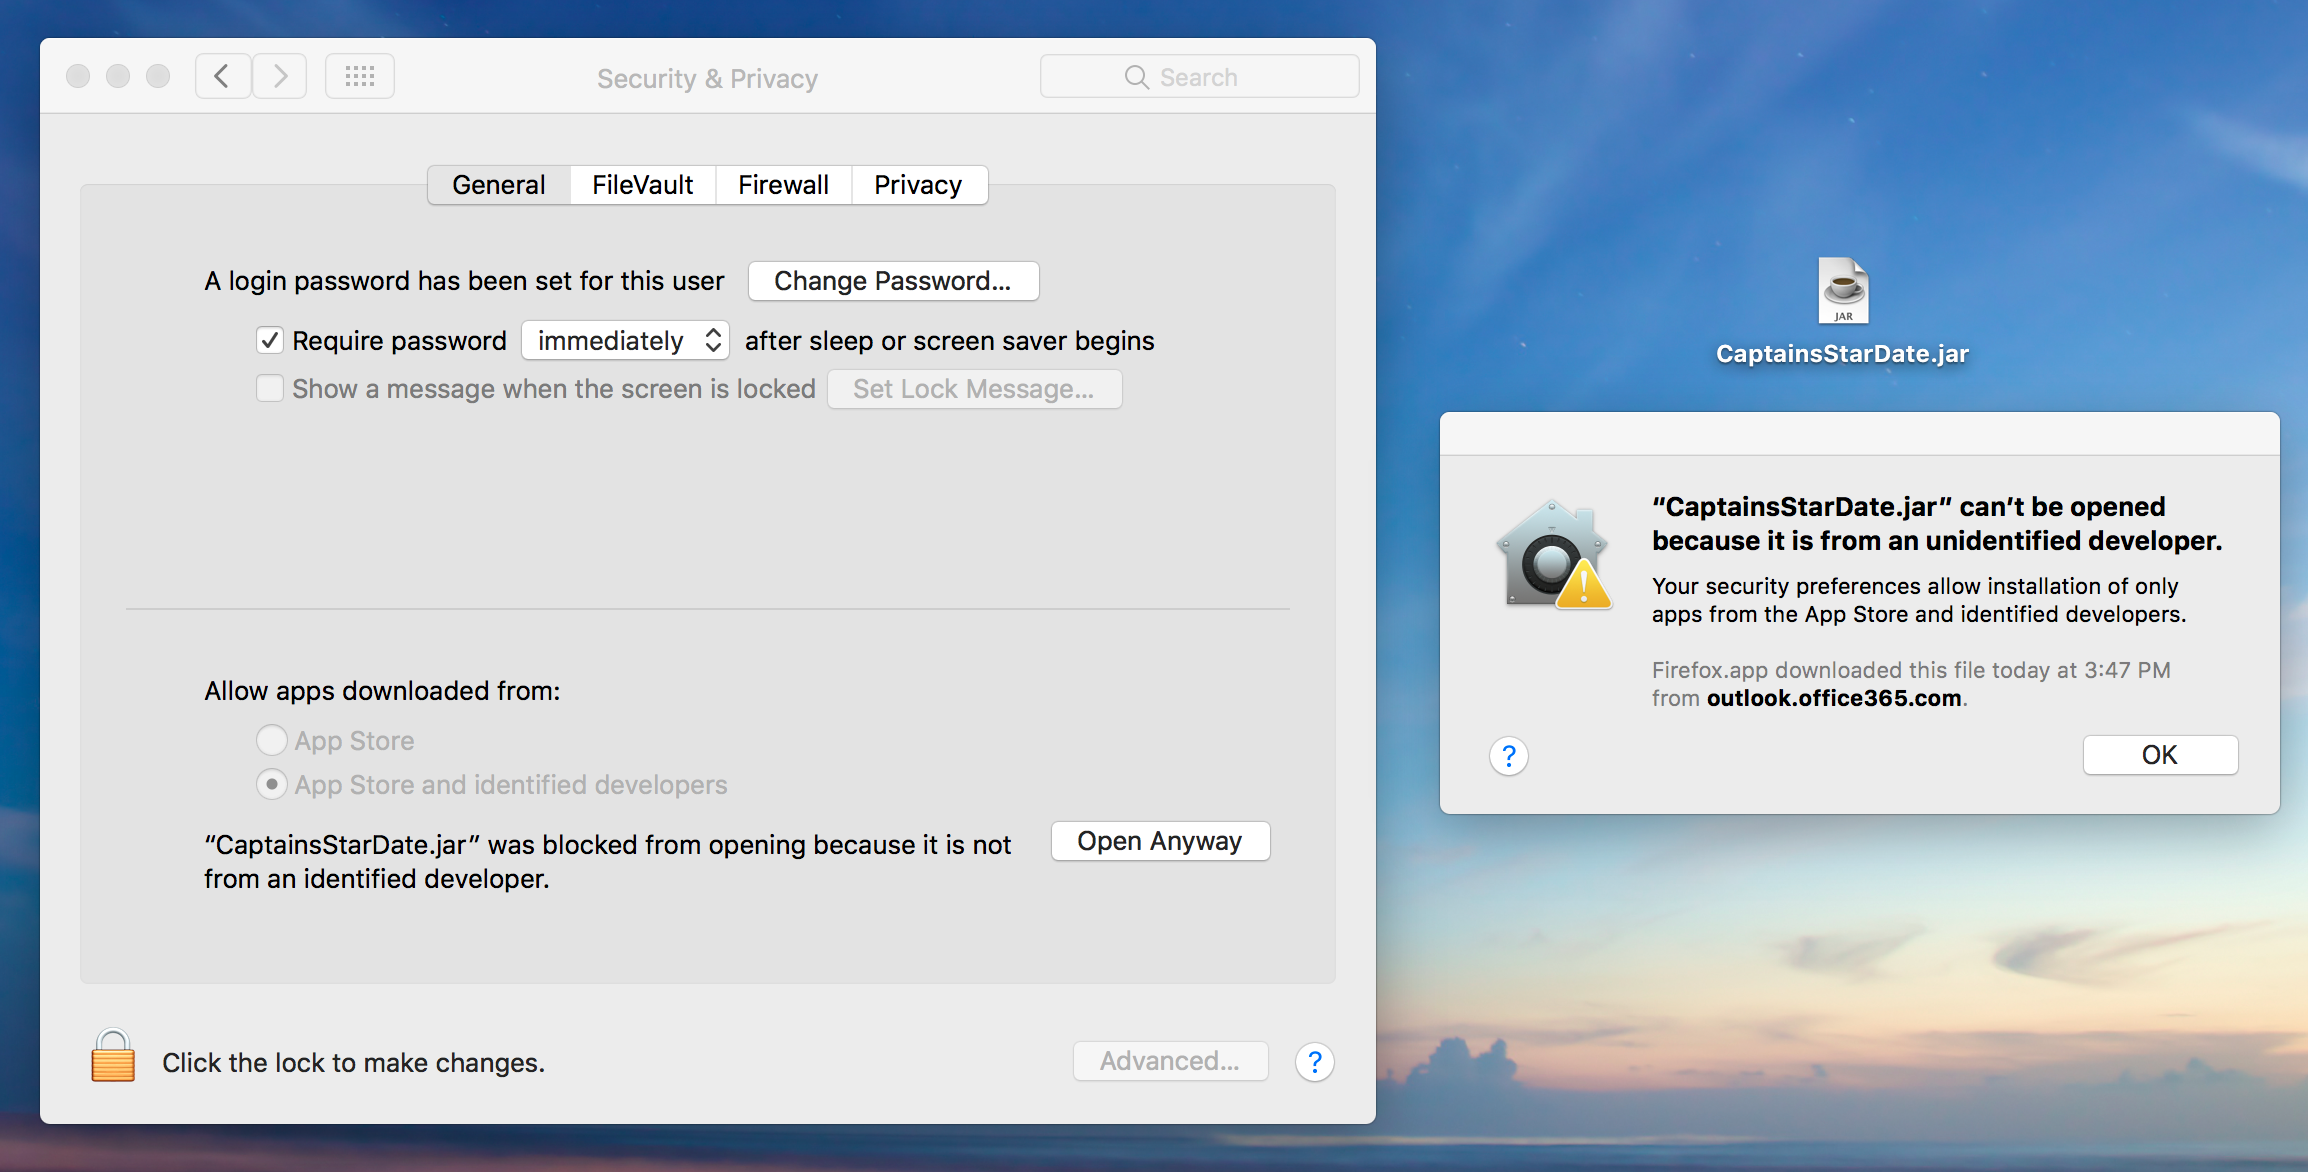 Security & Privacy
Search
General FileVault Firewall Privacy
A login password has been set for this user Change Password...
Require password immediately after sleep or screen saver begins
Show a message when the screen is locked Set Lock Message...
Allow apps downloaded from:
App Store
App Store and identified developers
“CaptainsStarDate.jar” was blocked from opening because it is not
from an identified developer.
Open Anyway
Click the lock to make changes.
Advanced...
?
JAR
CaptainsStarDate.jar
“CaptainsStarDate.jar” can’t be opened
because it is from an unidentified developer.
Your security preferences allow installation of only
apps from the App Store and identified developers.
Firefox.app downloaded this file today at 3:47 PM
from outlook.office365.com.
?
OK